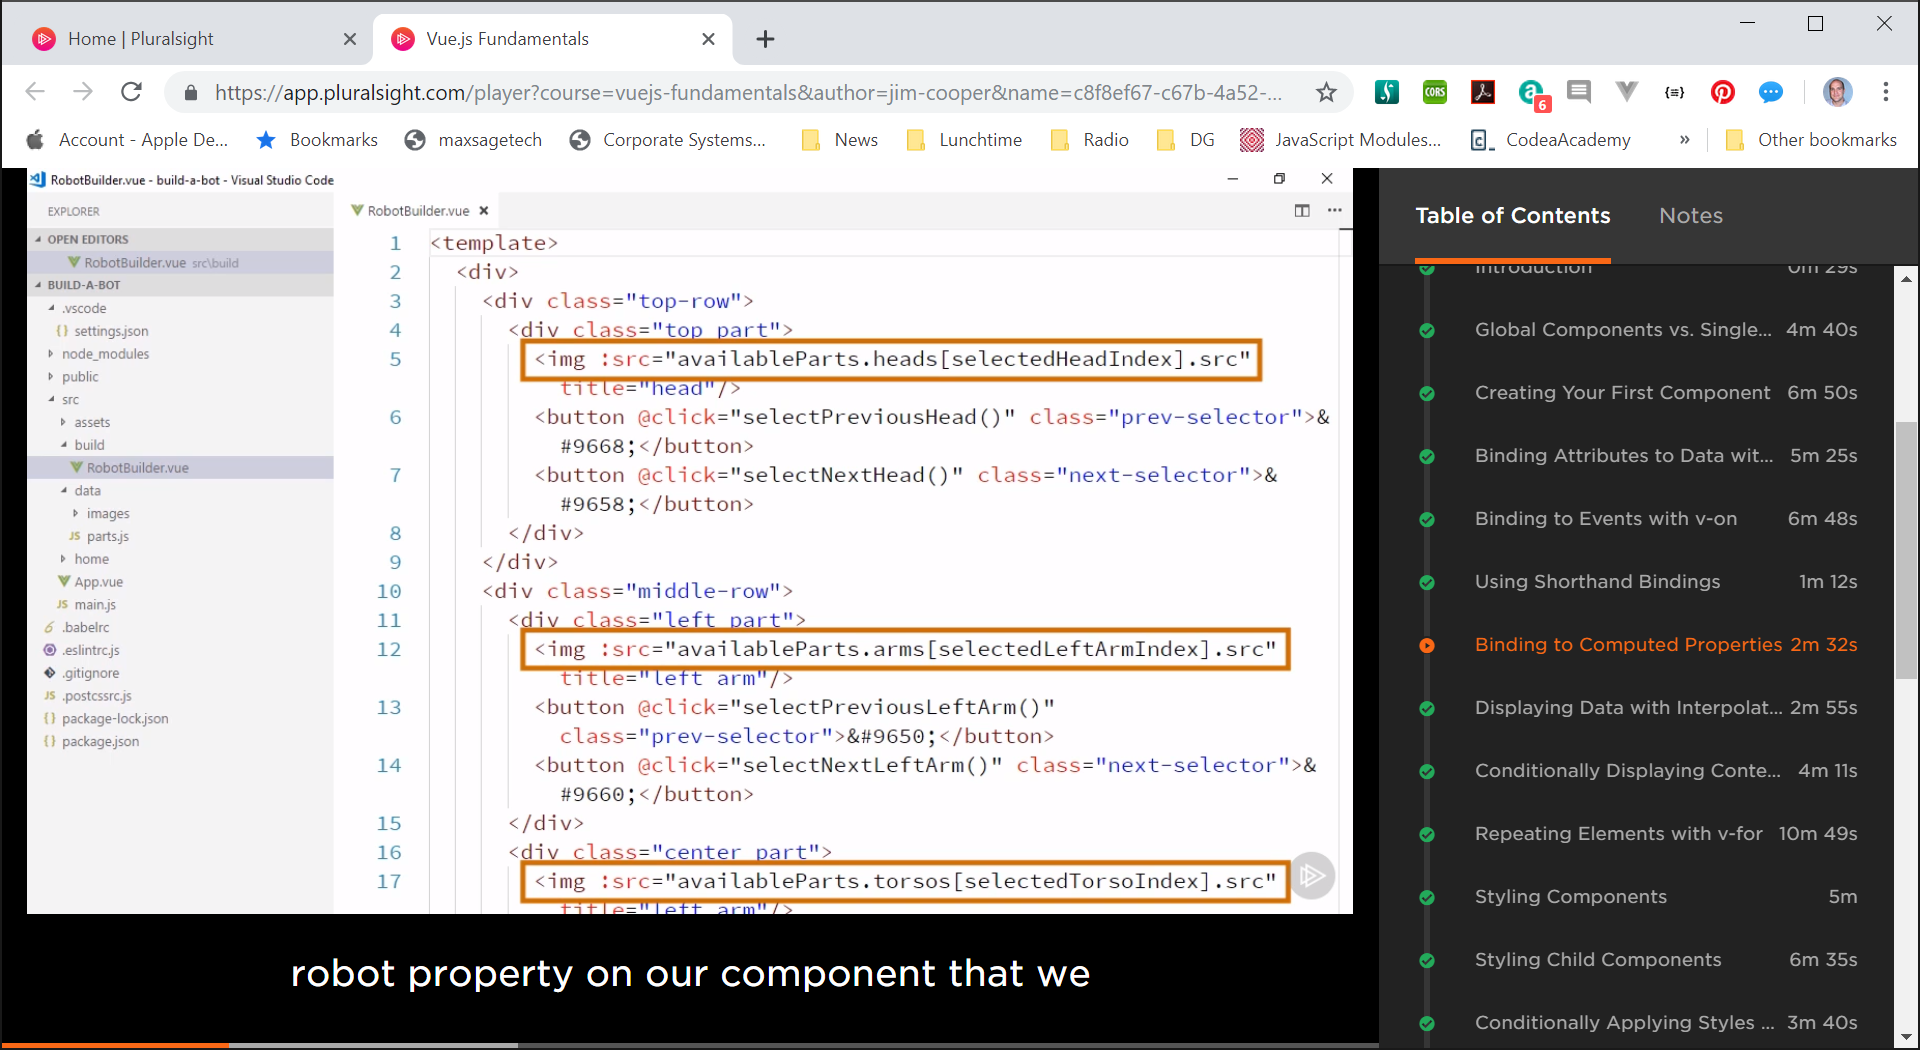 Home | Pluralsight
Vue.js Fundamentals
https://app.pluralsight.com/player?course=vuejs-fundamentals&author=jim-cooper&name=c8f8ef67-c67b-4a52-...
CORS
6
Account - Apple De...
Bookmarks
maxsagetech
Corporate Systems...
News
Lunchtime
Radio
DG
JavaScript Modules...
CodeaAcademy
»
Other bookmarks
RobotBuilder.vue - build-a-bot - Visual Studio Code
EXPLORER
OPEN EDITORS
RobotBuilder.vue src\build
BUILD-A-BOT
.vscode
{} settings.json
node_modules
public
src
assets
build
RobotBuilder.vue
data
images
JS parts.js
home
App.vue
JS main.js
.babelrc
.eslintrc.js
.gitignore
JS .postcssrc.js
{} package-lock.json
{} package.json
RobotBuilder.vue
1 <template>
2 <div>
3 <div class="top-row">
4 <div class="top part">
5 <img :src="availableParts.heads[selectedHeadIndex].src"
title="head"/>
6 <button @click="selectPreviousHead()" class="prev-selector">&
#9668;</button>
7 <button @click="selectNextHead()" class="next-selector">&
#9658;</button>
8 </div>
9 </div>
10 <div class="middle-row">
11 <div class="left part">
12 <img :src="availableParts.arms[selectedLeftArmIndex].src"
title="left arm"/>
13 <button @click="selectPreviousLeftArm()"
class="prev-selector">&#9650;</button>
14 <button @click="selectNextLeftArm()" class="next-selector">&
#9660;</button>
15 </div>
16 <div class="center part">
17 <img :src="availableParts.torsos[selectedTorsoIndex].src"
title="left arm"/>
robot property on our component that we
Table of Contents
Notes
Introduction 0m 29s
Global Components vs. Single... 4m 40s
Creating Your First Component 6m 50s
Binding Attributes to Data wit... 5m 25s
Binding to Events with v-on 6m 48s
Using Shorthand Bindings 1m 12s
Binding to Computed Properties 2m 32s
Displaying Data with Interpolat... 2m 55s
Conditionally Displaying Conte... 4m 11s
Repeating Elements with v-for 10m 49s
Styling Components 5m
Styling Child Components 6m 35s
Conditionally Applying Styles ... 3m 40s